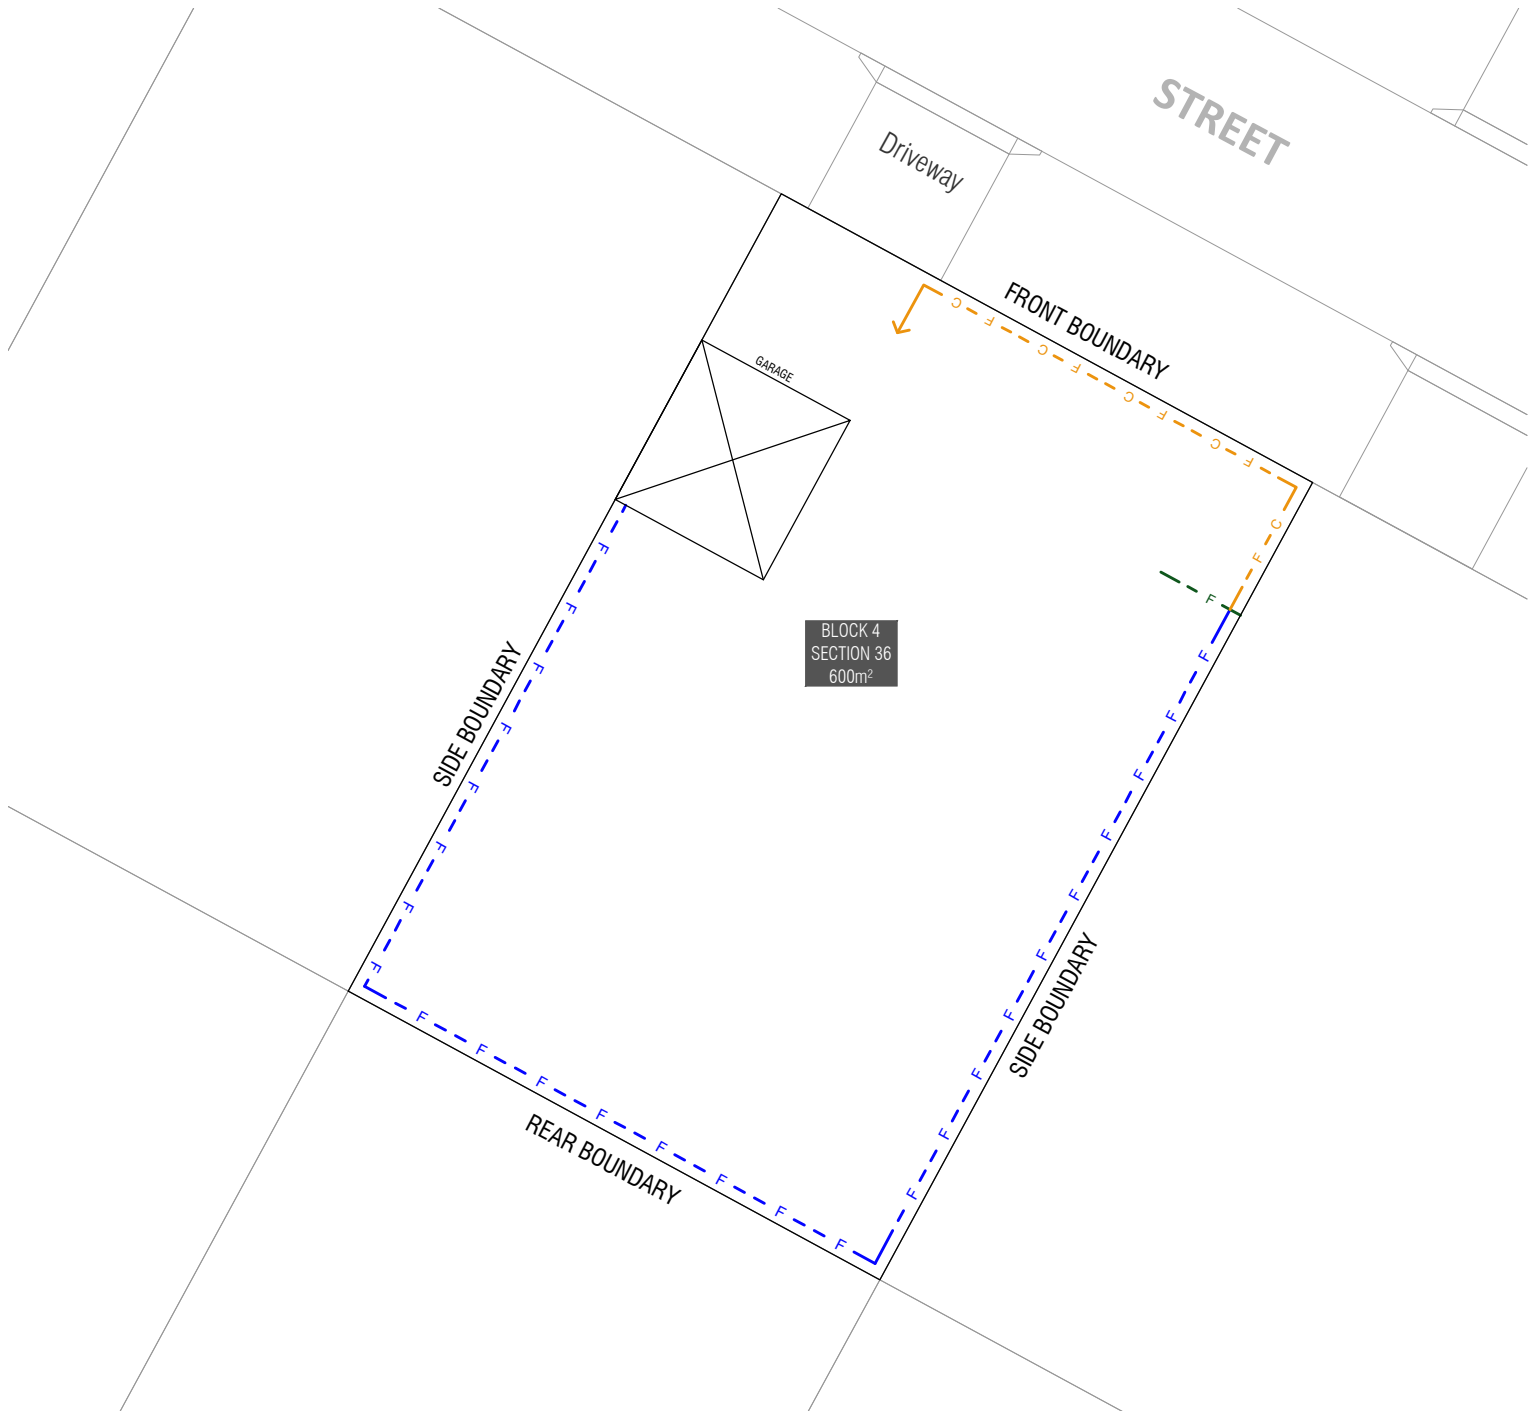 STREET
Driveway
FRONT BOUNDARY
C F C F C F C F
GARAGE
C
F
F
BLOCK 4
SECTION 36
600m²
F F F F F F F F
SIDE BOUNDARY
F F F F F F F F F F
SIDE BOUNDARY
F F F F F F F F
REAR BOUNDARY